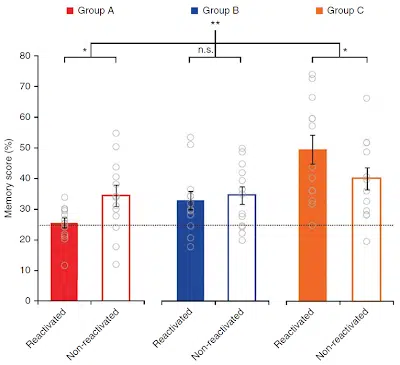 Group A
Group B
Group C
**
*
n.s.
*
Memory score (%)
80
70
60
50
40
30
20
10
0
Reactivated
Non-reactivated
Reactivated
Non-reactivated
Reactivated
Non-reactivated